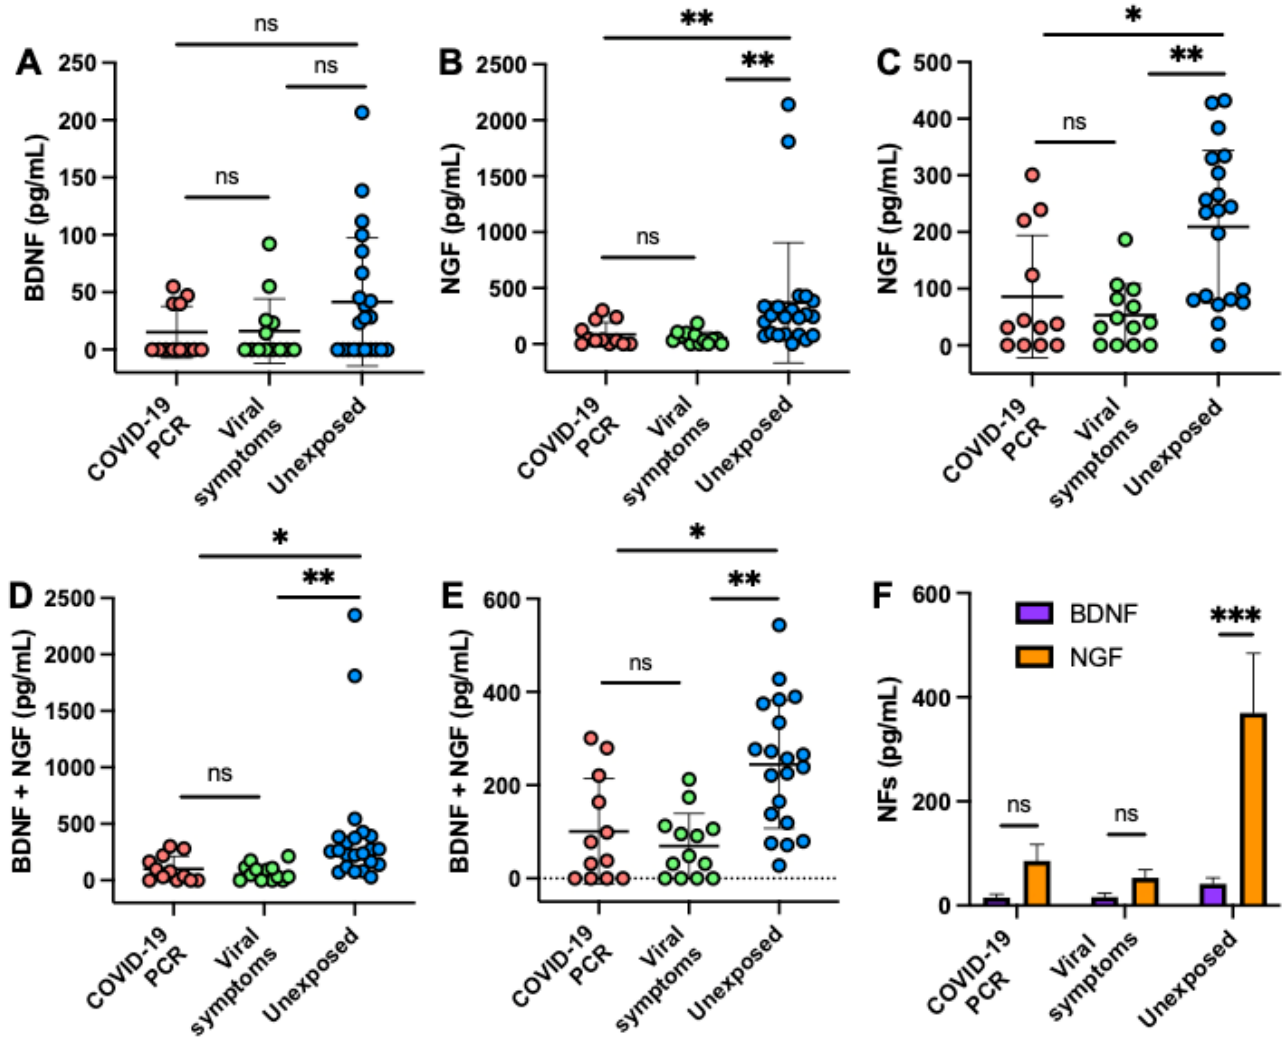 A
BDNF (pg/mL)
250
200
150
100
50
0
ns
ns
ns
COVID-19
PCR
Viral
symptoms
Unexposed
B
NGF (pg/mL)
2500
2000
1500
1000
500
0
**
**
ns
COVID-19
PCR
Viral
symptoms
Unexposed
C
NGF (pg/mL)
500
400
300
200
100
0
*
**
ns
COVID-19
PCR
Viral
symptoms
Unexposed
D
BDNF + NGF (pg/mL)
2500
2000
1500
1000
500
0
*
**
ns
COVID-19
PCR
Viral
symptoms
Unexposed
E
BDNF + NGF (pg/mL)
600
400
200
0
*
**
ns
COVID-19
PCR
Viral
symptoms
Unexposed
F
NFs (pg/mL)
600
400
200
0
BDNF
NGF
***
ns
ns
COVID-19
PCR
Viral
symptoms
Unexposed